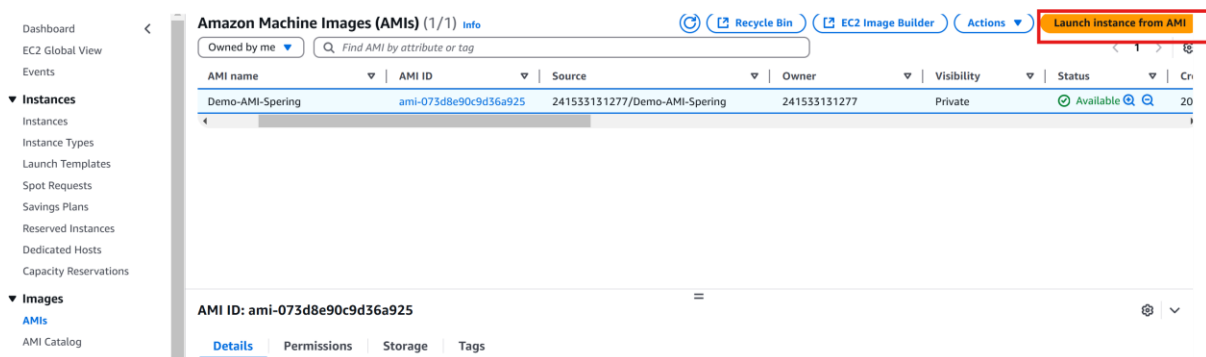 Dashboard
EC2 Global View
Events
Instances
Instances
Instance Types
Launch Templates
Spot Requests
Savings Plans
Reserved Instances
Dedicated Hosts
Capacity Reservations
Images
AMIs
AMI Catalog
Amazon Machine Images (AMIs) (1/1) Info
Recycle Bin
EC2 Image Builder
Actions
Launch instance from AMI
Owned by me
Find AMI by attribute or tag
1
AMI name AMI ID Source Owner Visibility Status Cr
Demo-AMI-Spering ami-073d8e90c9d36a925 241533131277/Demo-AMI-Spering 241533131277 Private Available 20
AMI ID: ami-073d8e90c9d36a925
Details Permissions Storage Tags